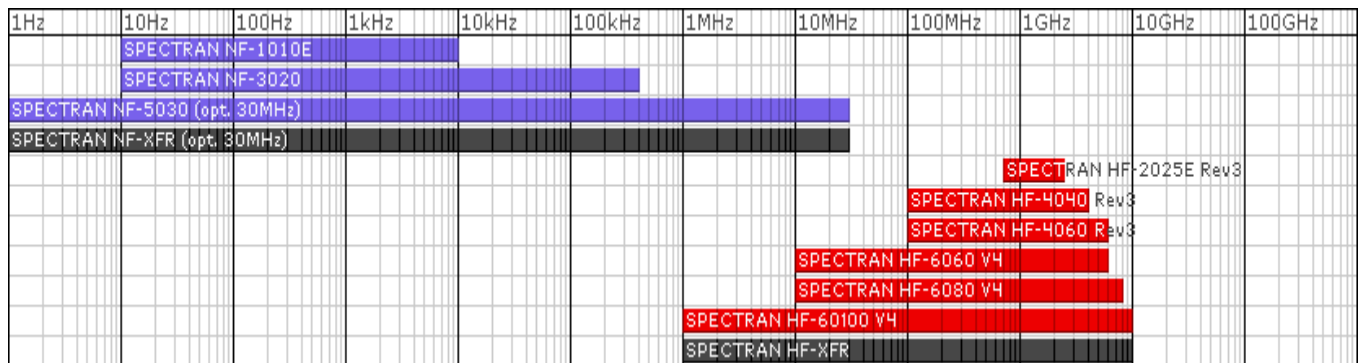 1Hz 10Hz 100Hz 1kHz 10kHz 100kHz 1MHz 10MHz 100MHz 1GHz 10GHz 100GHz
SPECTRAN NF-1010E
SPECTRAN NF-3020
SPECTRAN NF-5030 (opt. 30MHz)
SPECTRAN NF-XFR (opt. 30MHz)
SPECTRAN HF-2025E Rev3
SPECTRAN HF-4040 Rev3
SPECTRAN HF-4060 Rev3
SPECTRAN HF-6060 V4
SPECTRAN HF-6080 V4
SPECTRAN HF-60100 V4
SPECTRAN HF-XFR